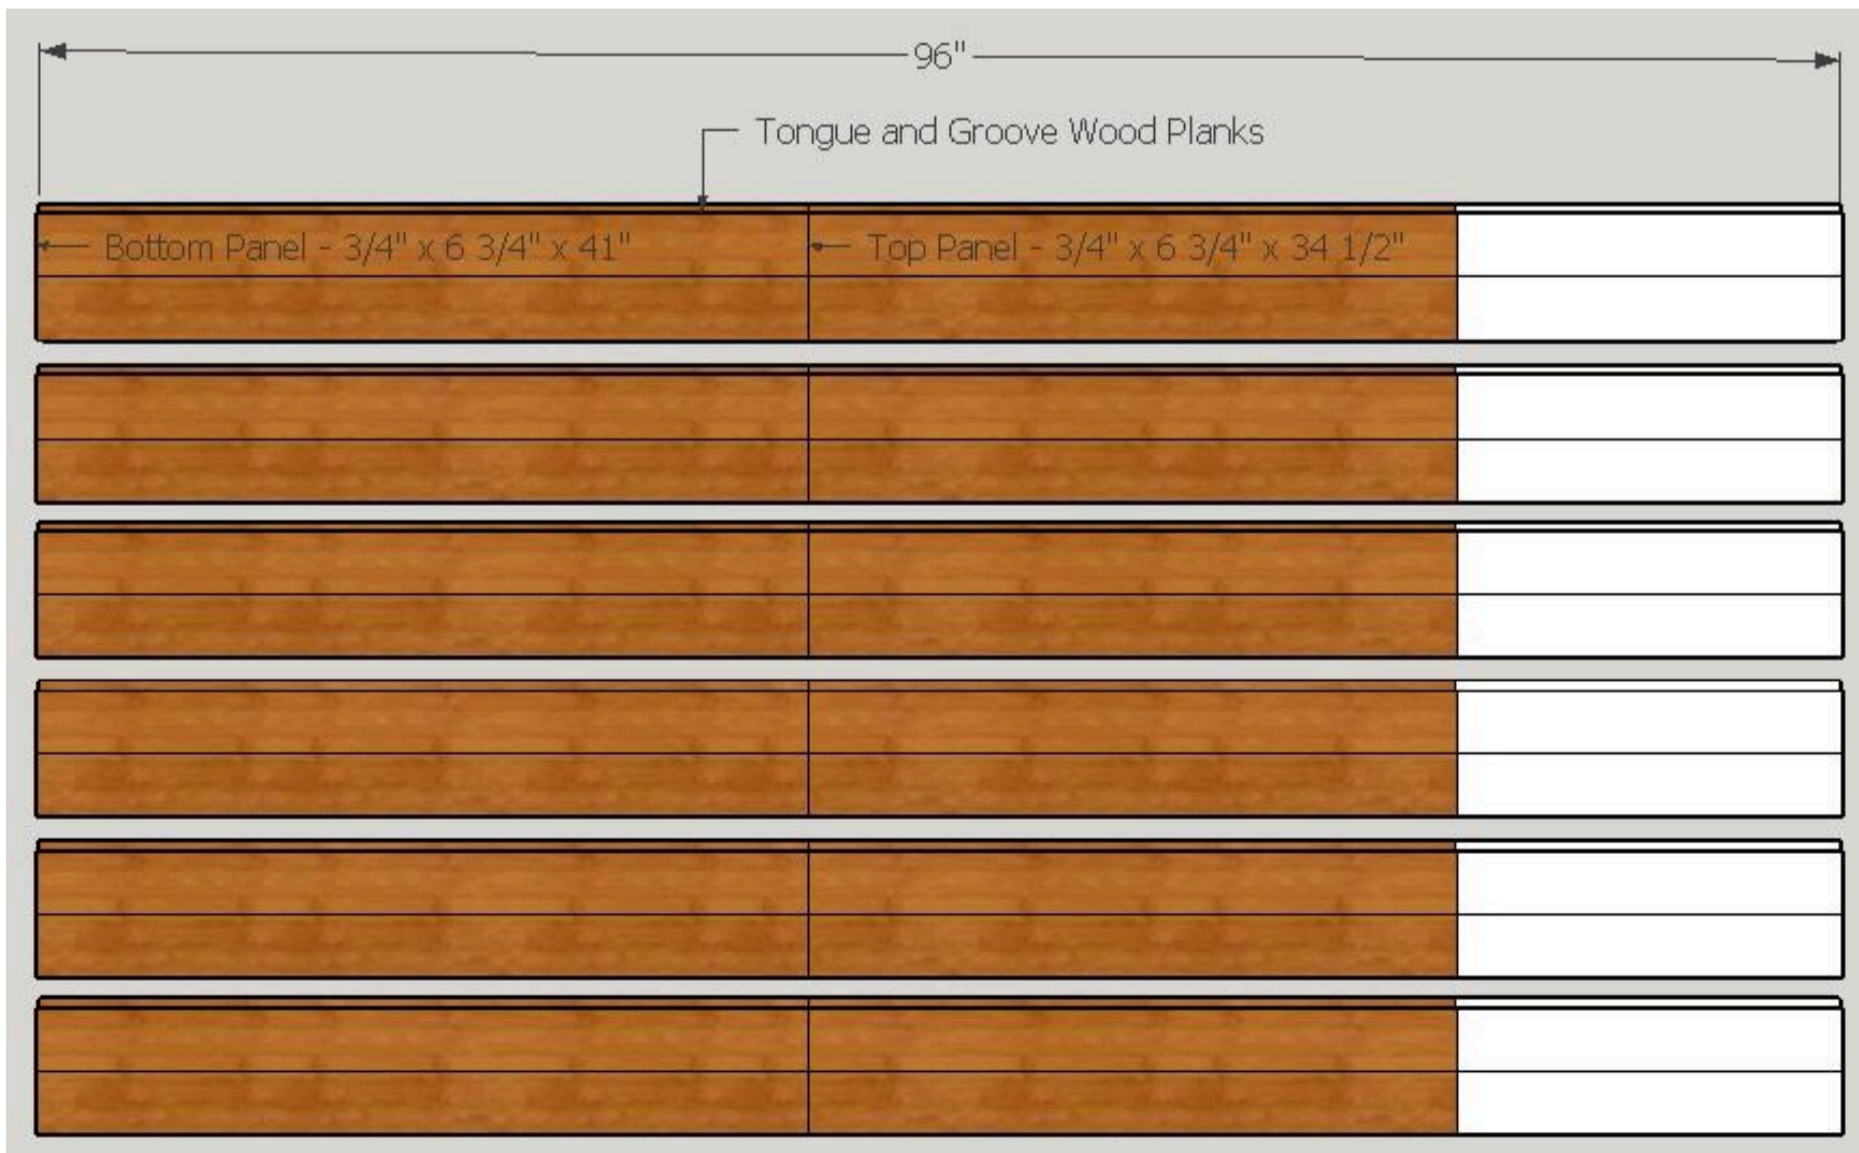 96"
Tongue and Groove Wood Planks
Bottom Panel - 3/4" x 6 3/4" x 41"
Top Panel - 3/4" x 6 3/4" x 34 1/2"